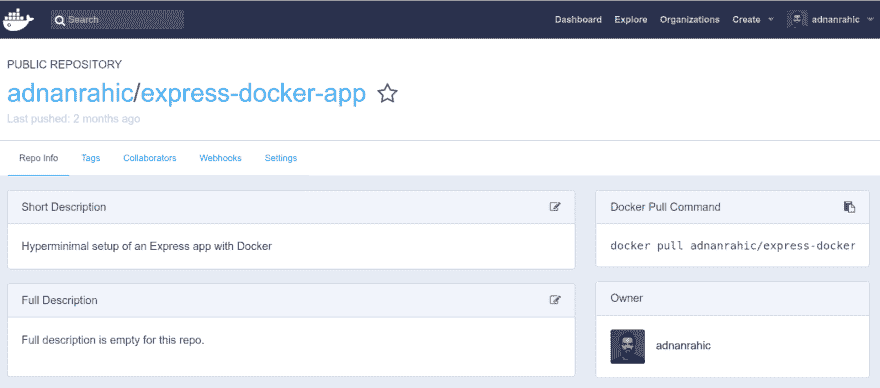 Search
Dashboard Explore Organizations Create adnanrahic
PUBLIC REPOSITORY
adnanrahic/express-docker-app
Last pushed: 2 months ago
Repo Info Tags Collaborators Webhooks Settings
Short Description
Hyperminimal setup of an Express app with Docker
Full Description
Full description is empty for this repo.
Docker Pull Command
docker pull adnanrahic/express-docker
Owner
adnanrahic